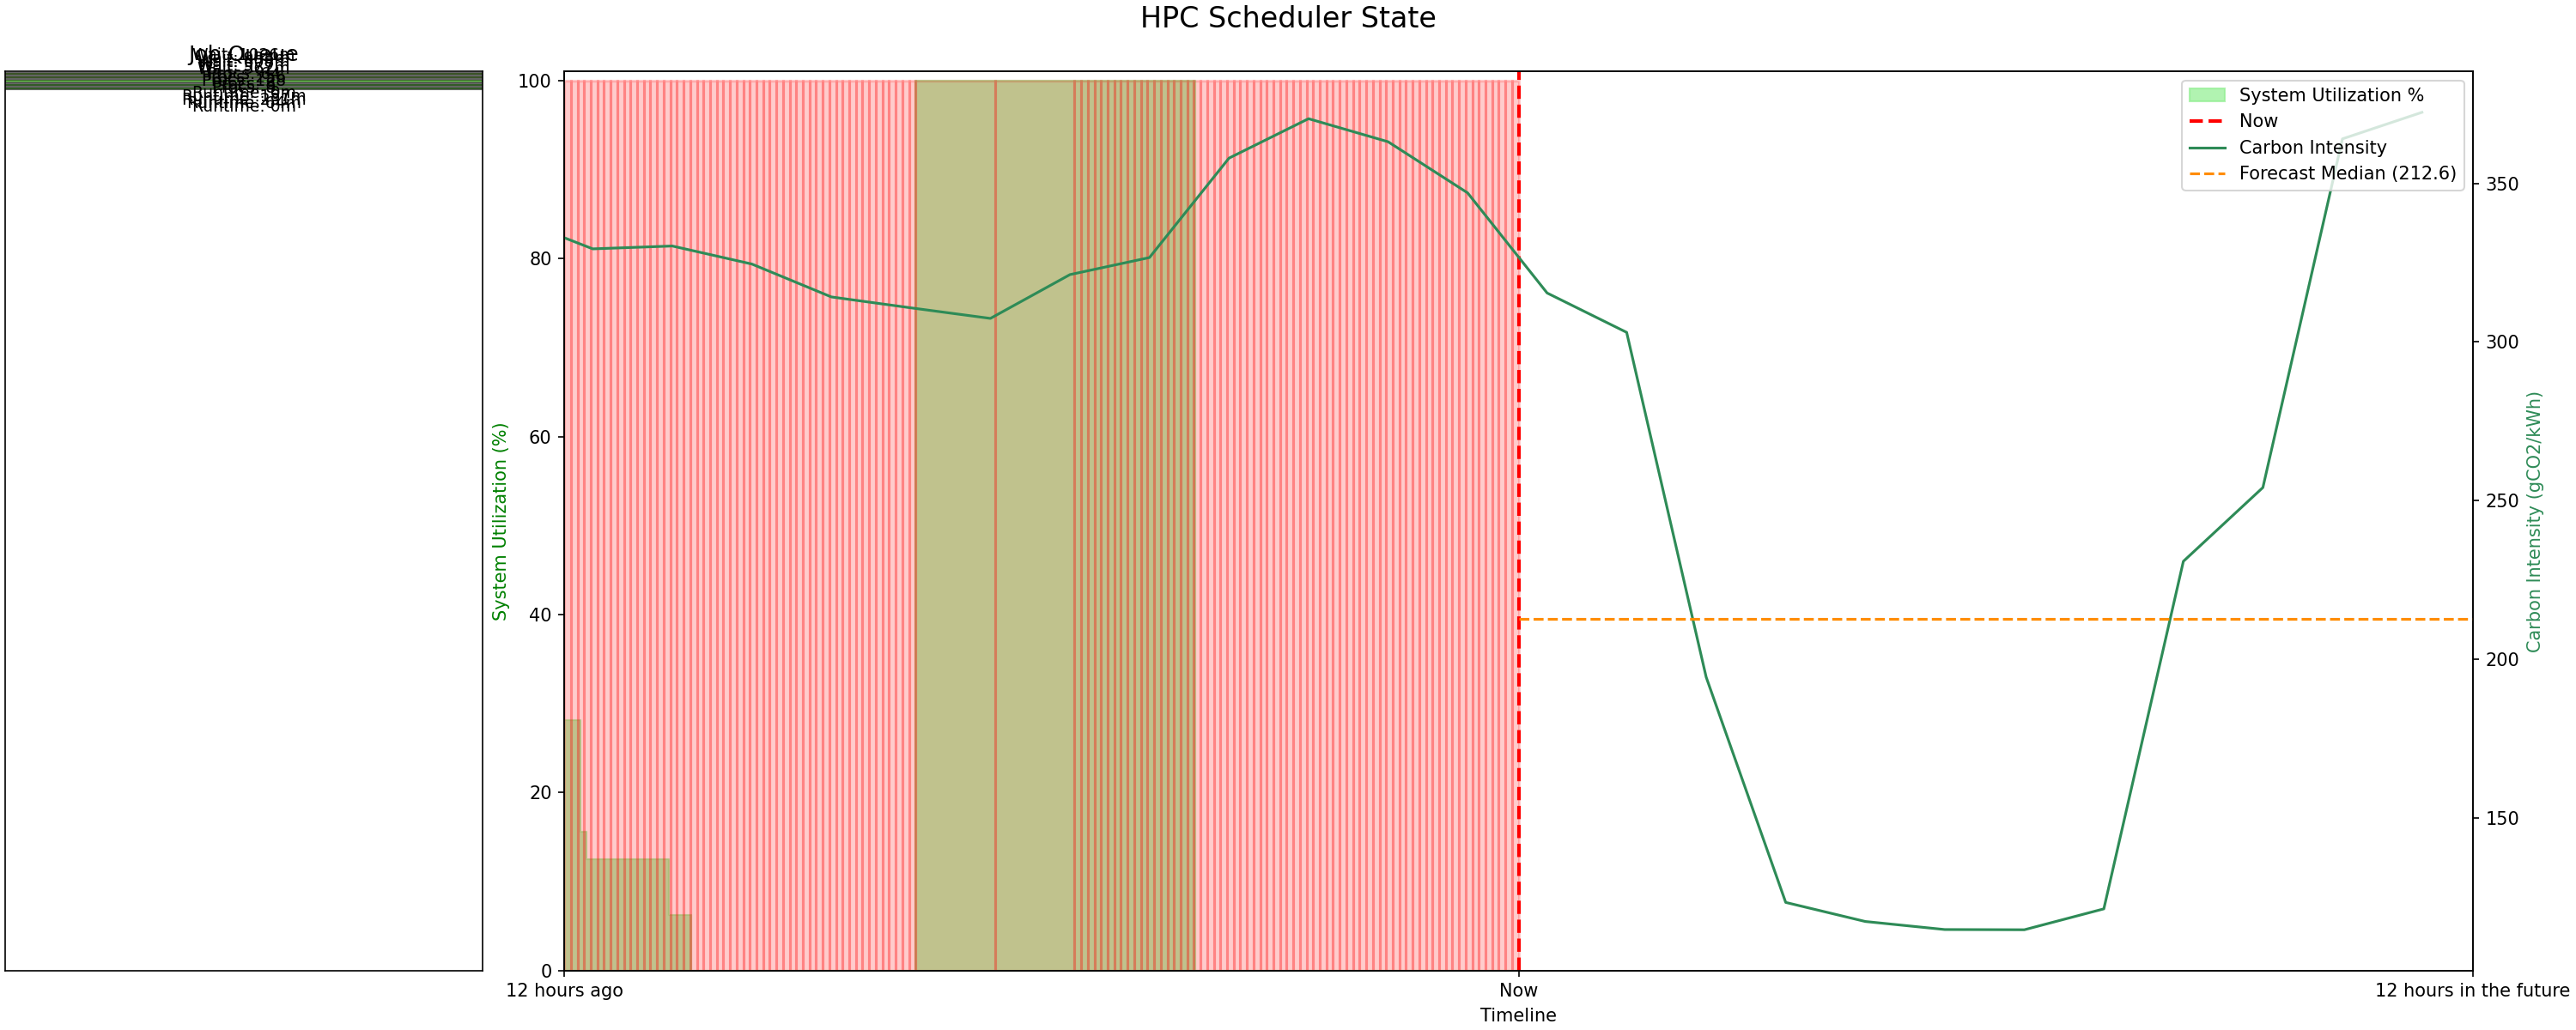 HPC Scheduler State
Job Queue
Runtime: 0m
System Utilization (%)
100
80
60
40
20
0
System Utilization %
Now
Carbon Intensity
Forecast Median (212.6)
350
300
250
200
150
Carbon Intensity (gCO2/kWh)
12 hours ago
Now
12 hours in the future
Timeline